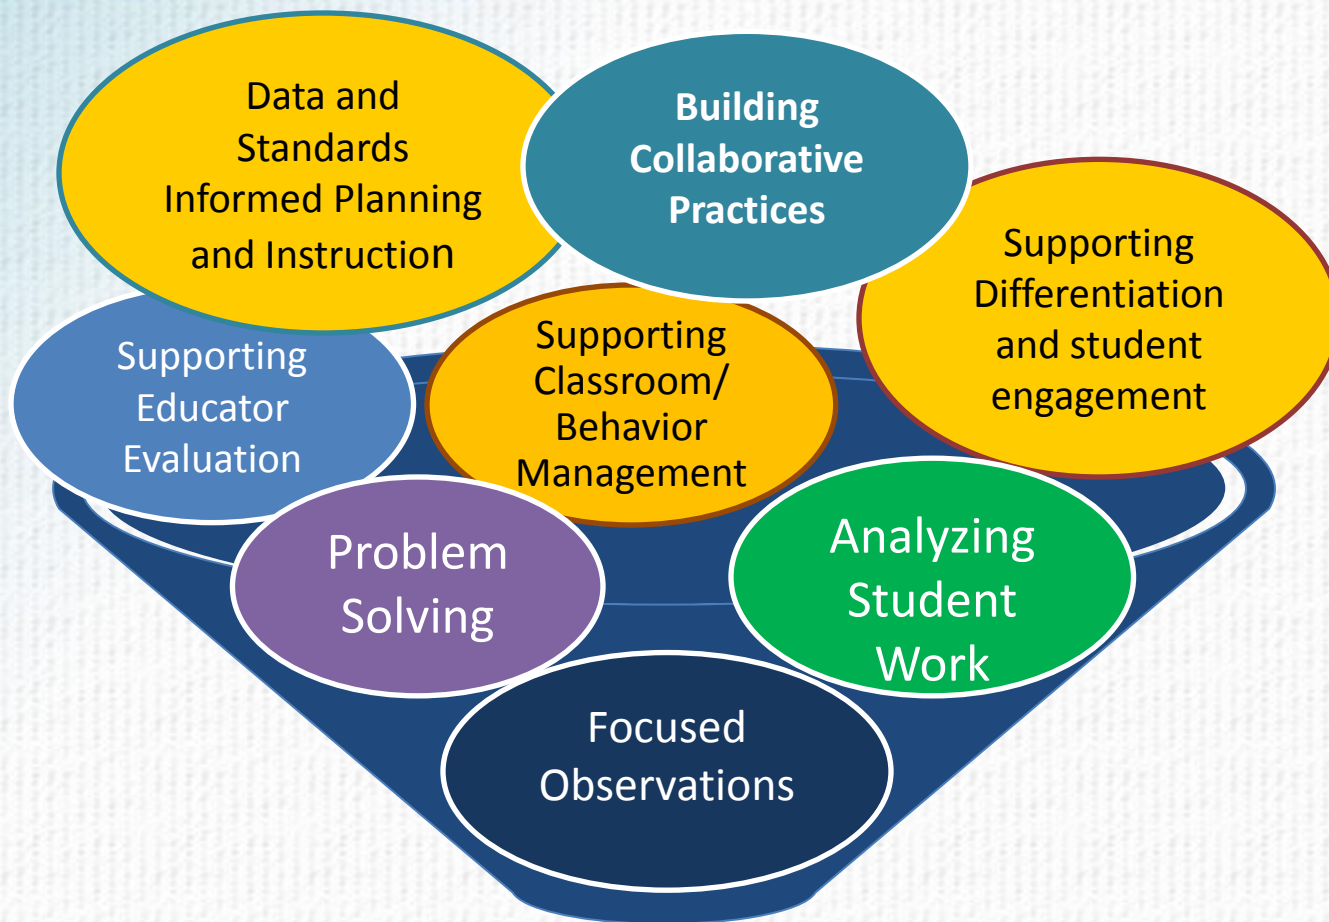 Data and
Standards
Informed Planning
and Instruction
Building
Collaborative
Practices
Supporting
Differentiation
and student
engagement
Supporting
Educator
Evaluation
Supporting
Classroom/
Behavior
Management
Problem
Solving
Analyzing
Student
Work
Focused
Observations